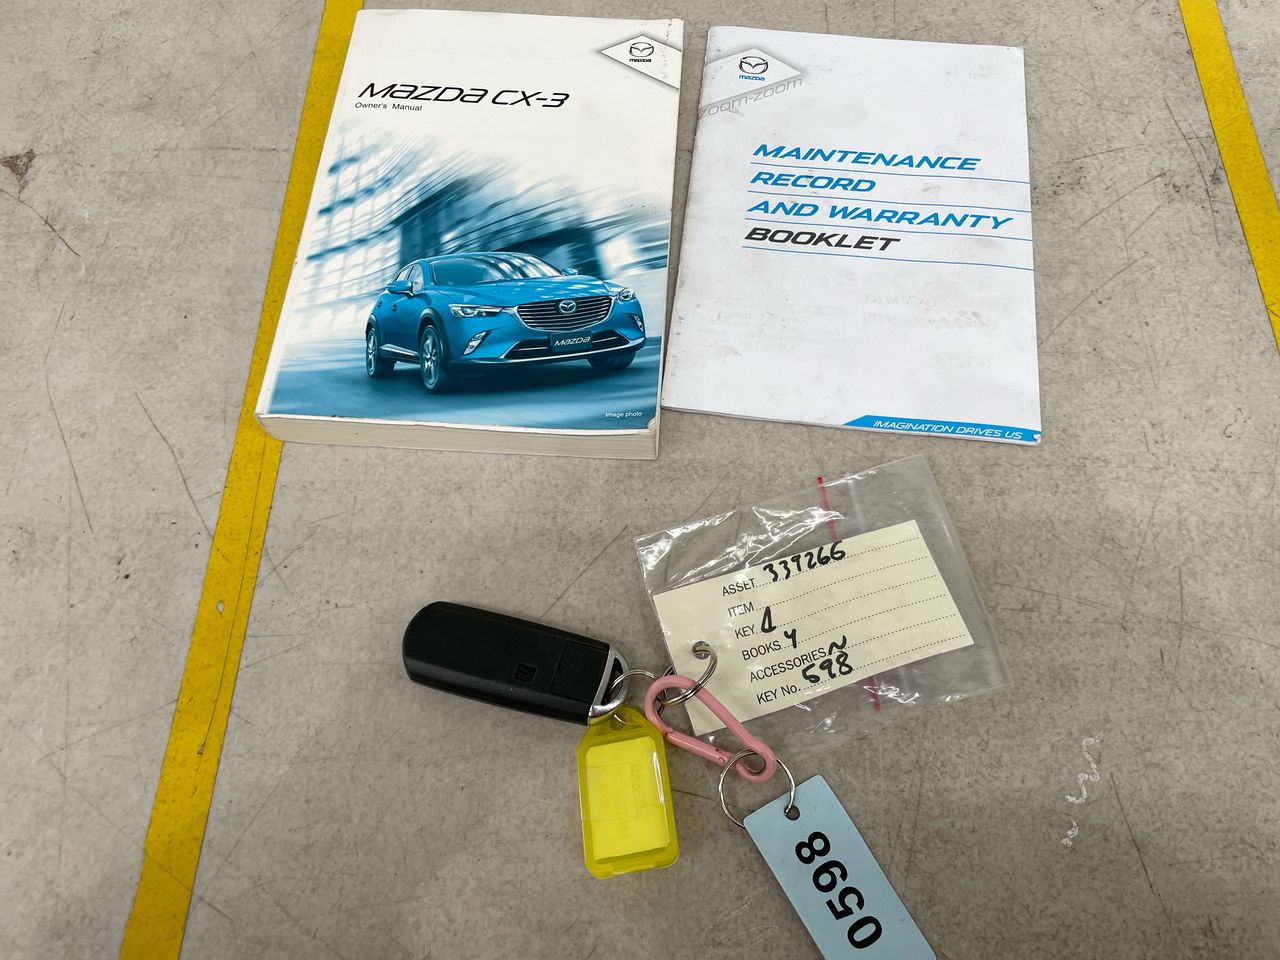 mazda
MAZDA CX-3
Owner's Manual
MAZDA
Image photo
mazda
zoom-zoom
MAINTENANCE
RECORD
AND WARRANTY
BOOKLET
IMAGINATION DRIVES US
ASSET 339266
ITEM
KEY 1
BOOKS Y
ACCESSORIES N
KEY No. 598
0598